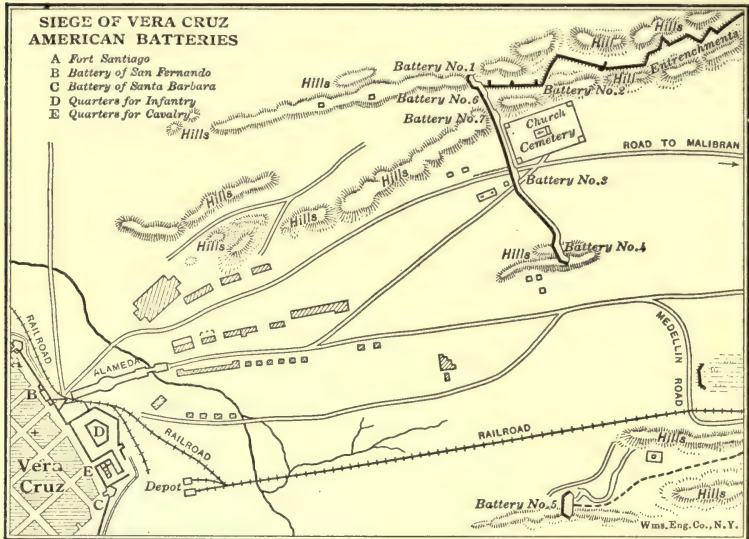 SIEGE OF VERA CRUZ
AMERICAN BATTERIES
A Fort Santiago
B Battery of San Fernando
C Battery of Santa Barbara
D Quarters for Infantry
E Quarters for Cavalry
Hills
Hills
Hill
Entrenchments
Hill
Battery No.1
Battery No.2
Hills
Battery No.6
Battery No.7
Hills
Church
Cemetery
ROAD TO MALIBRAN
Hills
Battery No.3
Hills
Hills
Hills
Hills
Battery No.4
RAILROAD
ALAMEDA
MEDELLIN ROAD
A
B
D
E
C
RAILROAD
RAILROAD
Vera
Cruz
Depot
Hills
Hills
Battery No.5
Wms.Eng.Co., N.Y.